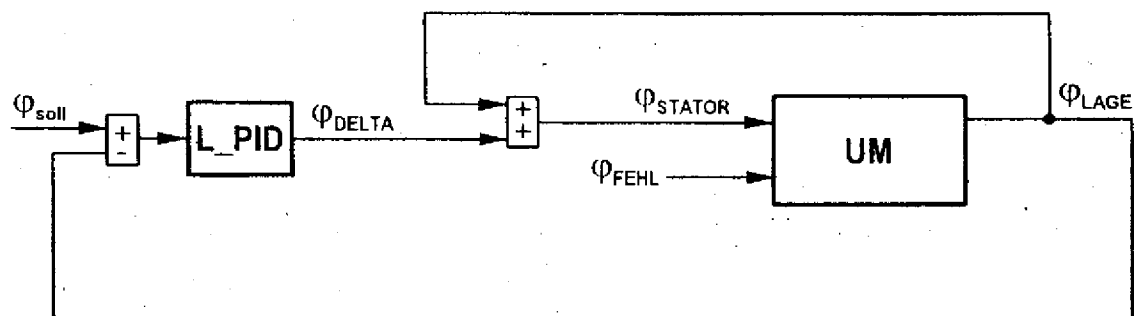 φsoll
+
-
L_PID
φDELTA
+
+
φSTATOR
φFEHL
UM
φLAGE